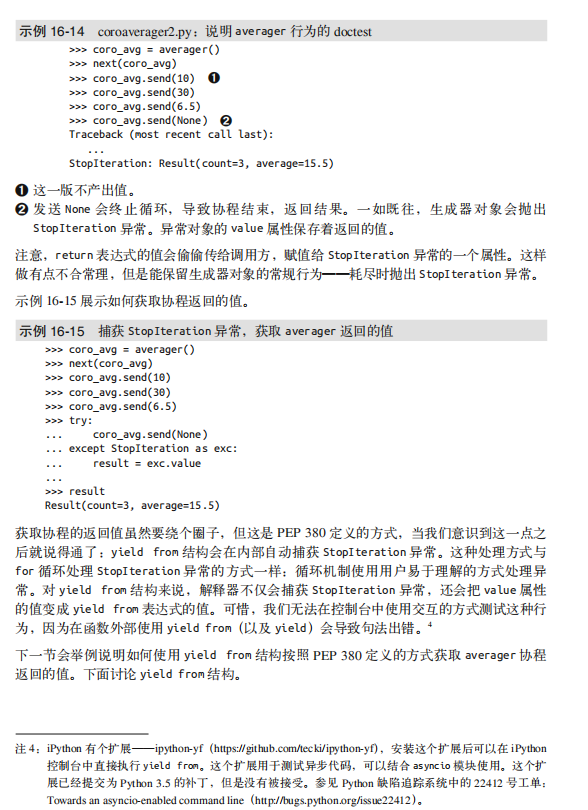 示例 16-14 coroaverager2.py：说明 averager 行为的 doctest
>>> coro_avg = averager()
>>> next(coro_avg)
>>> coro_avg.send(10) ❶
>>> coro_avg.send(30)
>>> coro_avg.send(6.5)
>>> coro_avg.send(None) ❷
Traceback (most recent call last):
...
StopIteration: Result(count=3, average=15.5)
❶ 这一版不产出值。
❷ 发送 None 会终止循环，导致协程结束，返回结果。一如既往，生成器对象会抛出
StopIteration 异常。异常对象的 value 属性保存着返回的值。
注意，return 表达式的值会偷偷传给调用方，赋值给 StopIteration 异常的一个属性。这样
做有点不合常理，但是能保留生成器对象的常规行为——耗尽时抛出 StopIteration 异常。
示例 16-15 展示如何获取协程返回的值。
示例 16-15 捕获 StopIteration 异常，获取 averager 返回的值
>>> coro_avg = averager()
>>> next(coro_avg)
>>> coro_avg.send(10)
>>> coro_avg.send(30)
>>> coro_avg.send(6.5)
>>> try:
... coro_avg.send(None)
... except StopIteration as exc:
... result = exc.value
...
>>> result
Result(count=3, average=15.5)
获取协程的返回值虽然要绕个圈子，但这是 PEP 380 定义的方式，当我们意识到这一点之
后就说得通了：yield from 结构会在内部自动捕获 StopIteration 异常。这种处理方式与
for 循环处理 StopIteration 异常的方式一样：循环机制使用用户易于理解的方式处理异
常。对 yield from 结构来说，解释器不仅会捕获 StopIteration 异常，还会把 value 属性
的值变成 yield from 表达式的值。可惜，我们无法在控制台中使用交互的方式测试这种行
为，因为在函数外部使用 yield from（以及 yield）会导致句法出错。4
下一节会举例说明如何使用 yield from 结构按照 PEP 380 定义的方式获取 averager 协程
返回的值。下面讨论 yield from 结构。
注 4：iPython 有个扩展——ipython-yf（https://github.com/tecki/ipython-yf），安装这个扩展后可以在 iPython
控制台中直接执行 yield from。这个扩展用于测试异步代码，可以结合 asyncio 模块使用。这个扩
展已经提交为 Python 3.5 的补丁，但是没有被接受。参见 Python 缺陷追踪系统中的 22412 号工单：
Towards an asyncio-enabled command line（http://bugs.python.org/issue22412）。